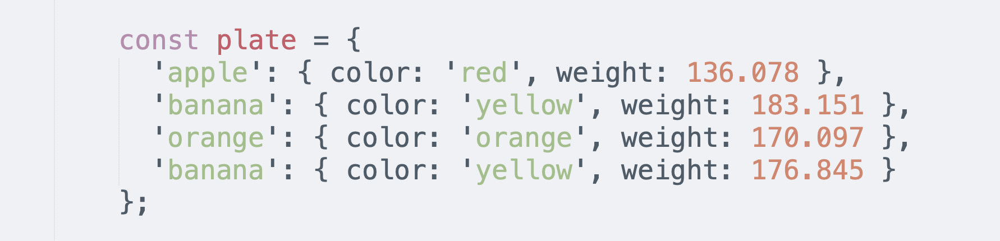 const plate = {
  'apple': { color: 'red', weight: 136.078 },
  'banana': { color: 'yellow', weight: 183.151 },
  'orange': { color: 'orange', weight: 170.097 },
  'banana': { color: 'yellow', weight: 176.845 }
};